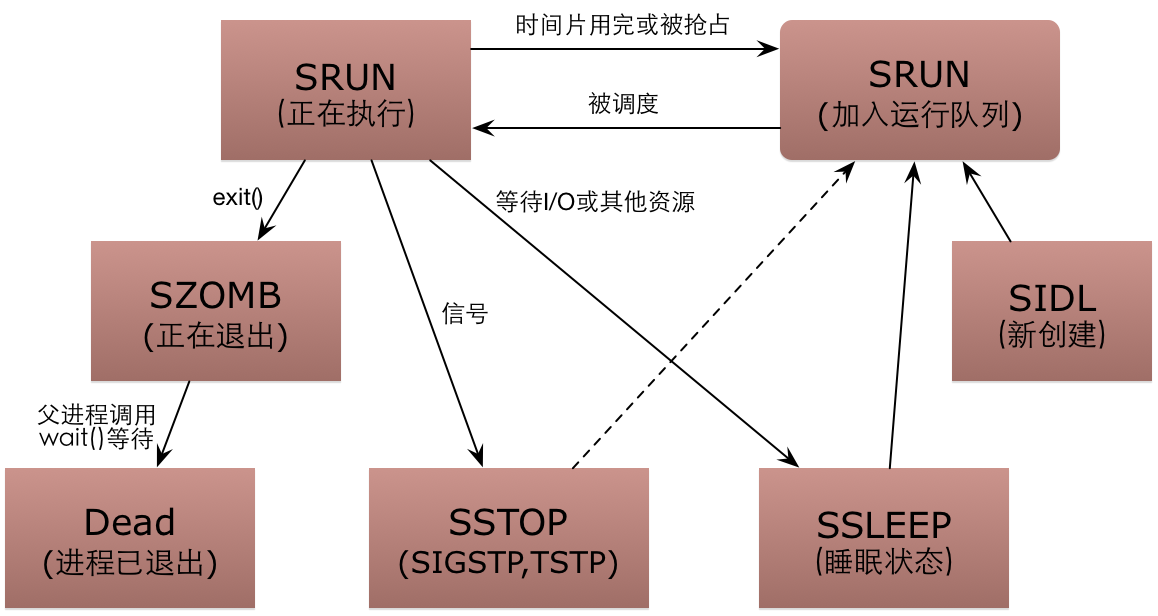 时间片用完或被抢占
SRUN
(正在执行)
SRUN
(加入运行队列)
被调度
exit()
等待I/O或其他资源
SZOMB
(正在退出)
信号
SIDL
(新创建)
父进程调用
wait()等待
Dead
(进程已退出)
SSTOP
(SIGSTP,TSTP)
SSLEEP
(睡眠状态)